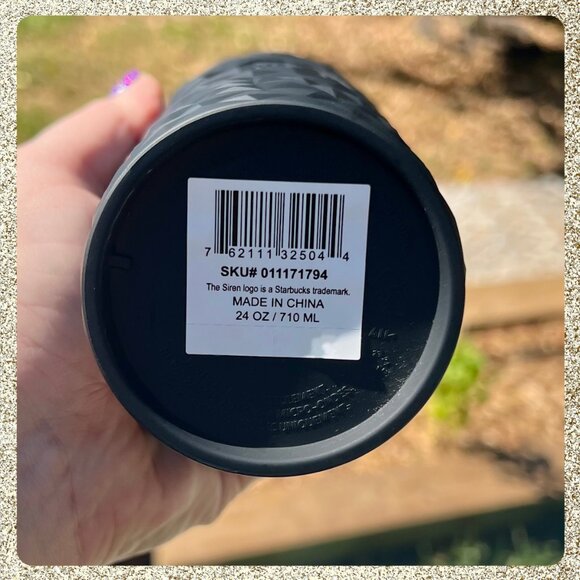 7 62111 32504 4
SKU# 011171794
The Siren logo is a Starbucks trademark.
MADE IN CHINA
24 OZ / 710 ML